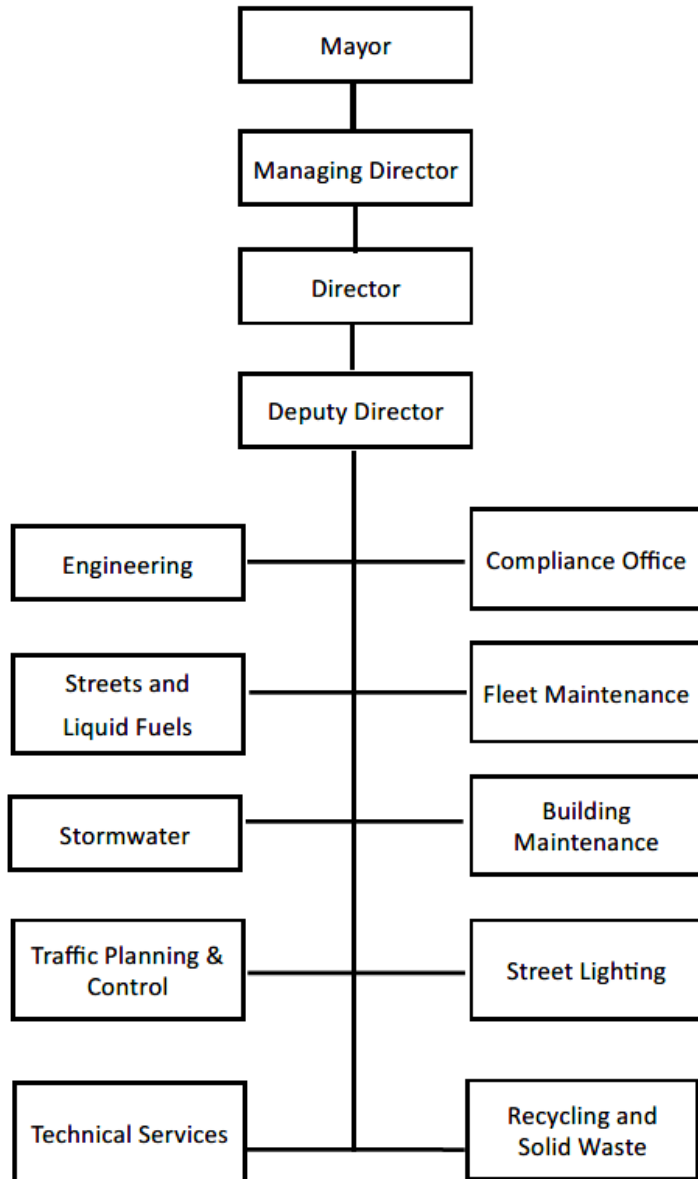 Mayor
Managing Director
Director
Deputy Director
Engineering
Compliance Office
Streets and
Liquid Fuels
Fleet Maintenance
Stormwater
Building
Maintenance
Traffic Planning &
Control
Street Lighting
Technical Services
Recycling and
Solid Waste